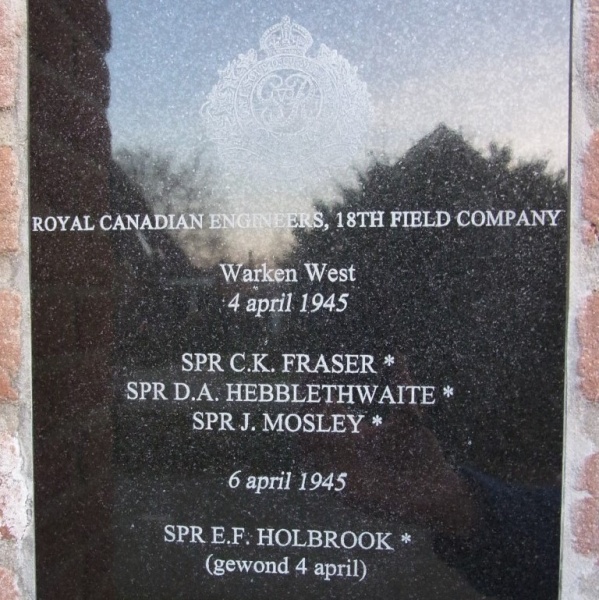 ROYAL CANADIAN ENGINEERS, 18TH FIELD COMPANY
Warken West
4 april 1945
SPR C.K. FRASER *
SPR D.A. HEBBLETHWAITE *
SPR J. MOSLEY *
6 april 1945
SPR E.F. HOLBROOK *
(gewond 4 april)